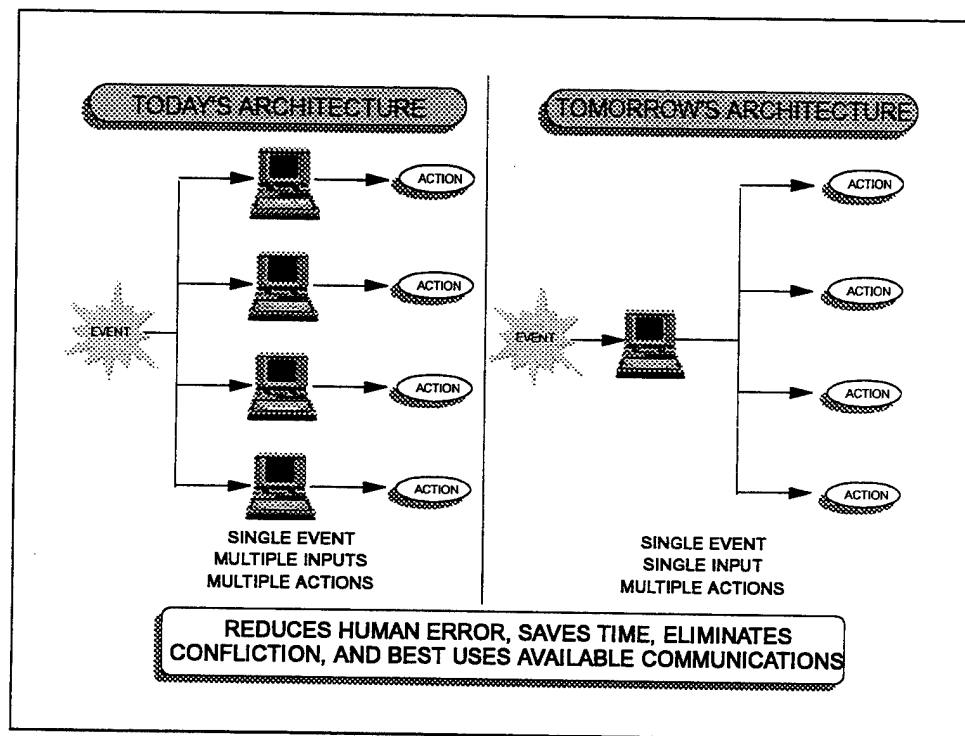 TODAY'S ARCHITECTURE
EVENT
ACTION
ACTION
ACTION
ACTION
SINGLE EVENT
MULTIPLE INPUTS
MULTIPLE ACTIONS
TOMORROW'S ARCHITECTURE
EVENT
ACTION
ACTION
ACTION
ACTION
SINGLE EVENT
SINGLE INPUT
MULTIPLE ACTIONS
REDUCES HUMAN ERROR, SAVES TIME, ELIMINATES
CONFLICTION, AND BEST USES AVAILABLE COMMUNICATIONS